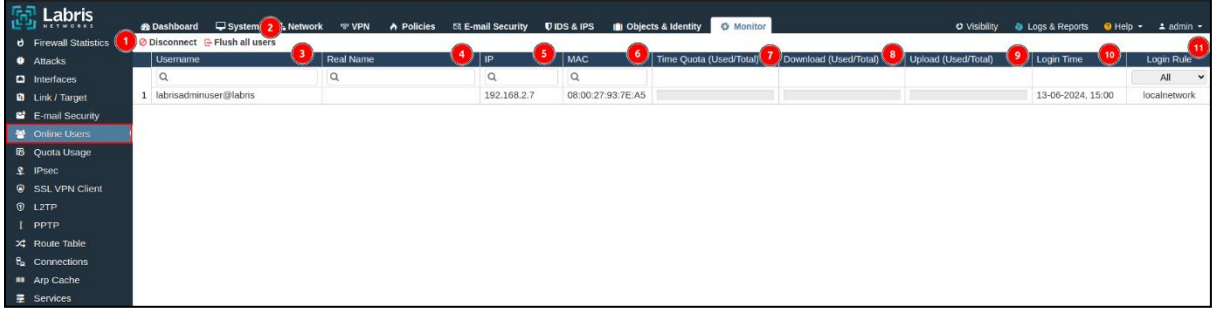 Labris
NETWORKS
Dashboard System 2 Network VPN Policies E-mail Security IDS & IPS Objects & Identity Monitor Visibility Logs & Reports Help admin
Firewall Statistics 1 Disconnect Flush all users
Attacks
Username 3 Real Name 4 IP 5 MAC 6 Time Quota (Used/Total) 7 Download (Used/Total) 8 Upload (Used/Total) 9 Login Time 10 Login Rule 11
Interfaces All
Link / Target 1 labrisadminuser@labris 192.168.2.7 08:00:27:93:7E:A5 13-06-2024, 15:00 localnetwork
E-mail Security
Online Users
Quota Usage
IPsec
SSL VPN Client
L2TP
PPTP
Route Table
Connections
Arp Cache
Services